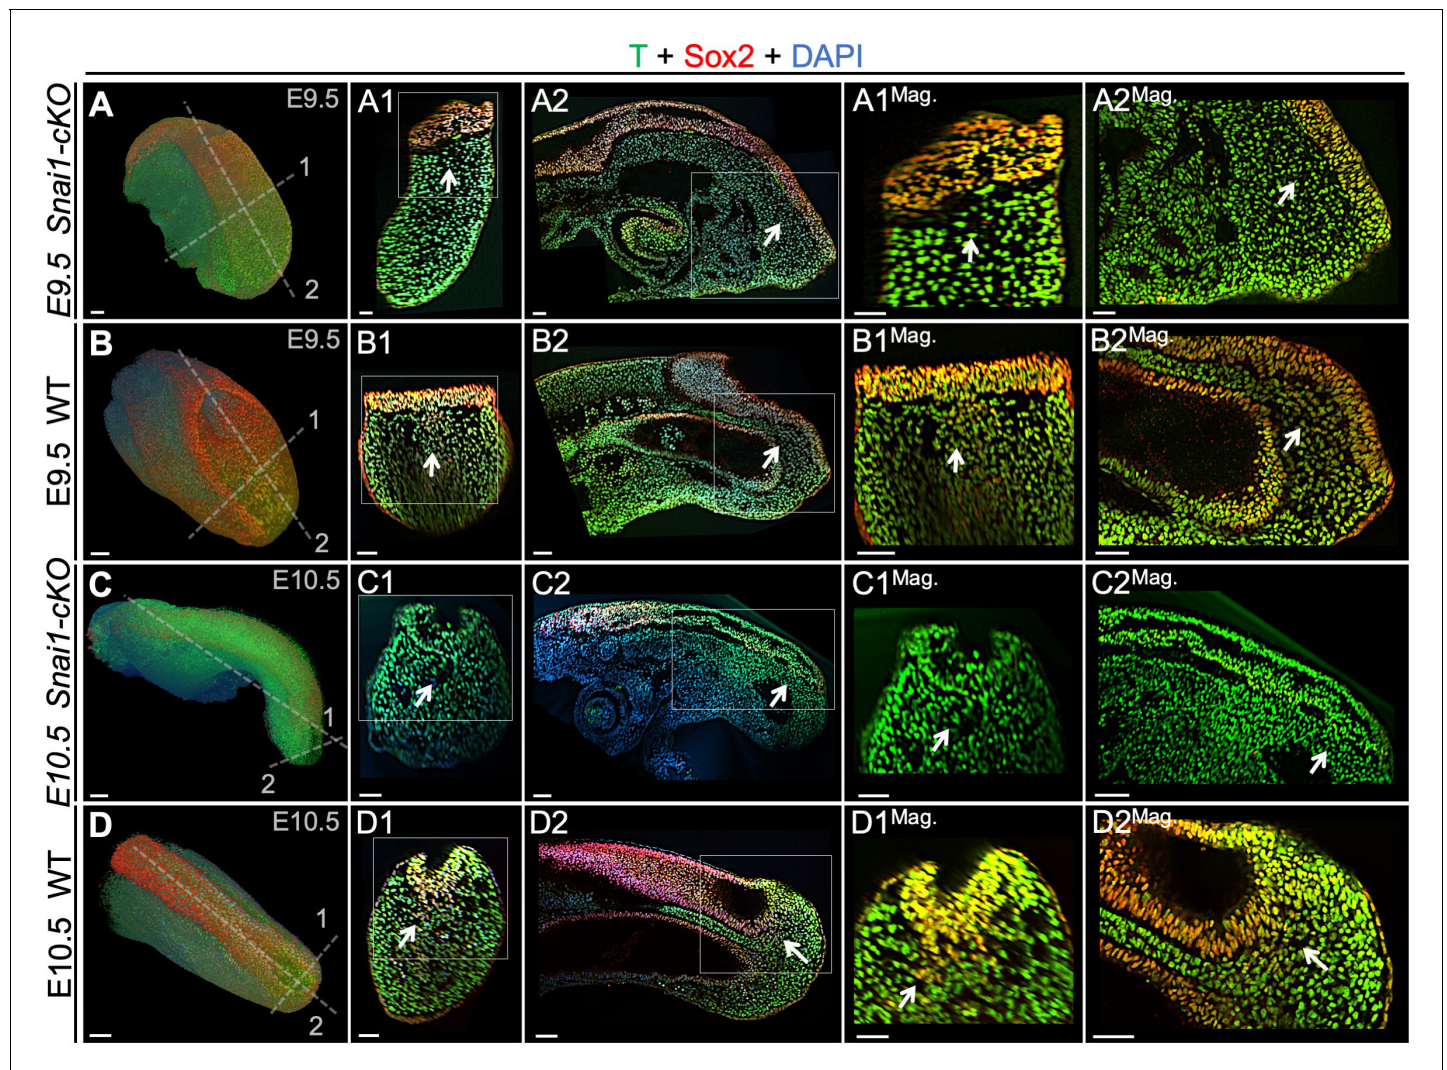 T + Sox2 + DAPI
E9.5 Snai1-cKO
A E9.5 1 2
A1
A2
A1Mag.
A2Mag.
E9.5 WT
B E9.5 1 2
B1
B2
B1Mag.
B2Mag.
E10.5 Snai1-cKO
C E10.5 1 2
C1
C2
C1Mag.
C2Mag.
E10.5 WT
D E10.5 1 2
D1
D2
D1Mag.
D2Mag.